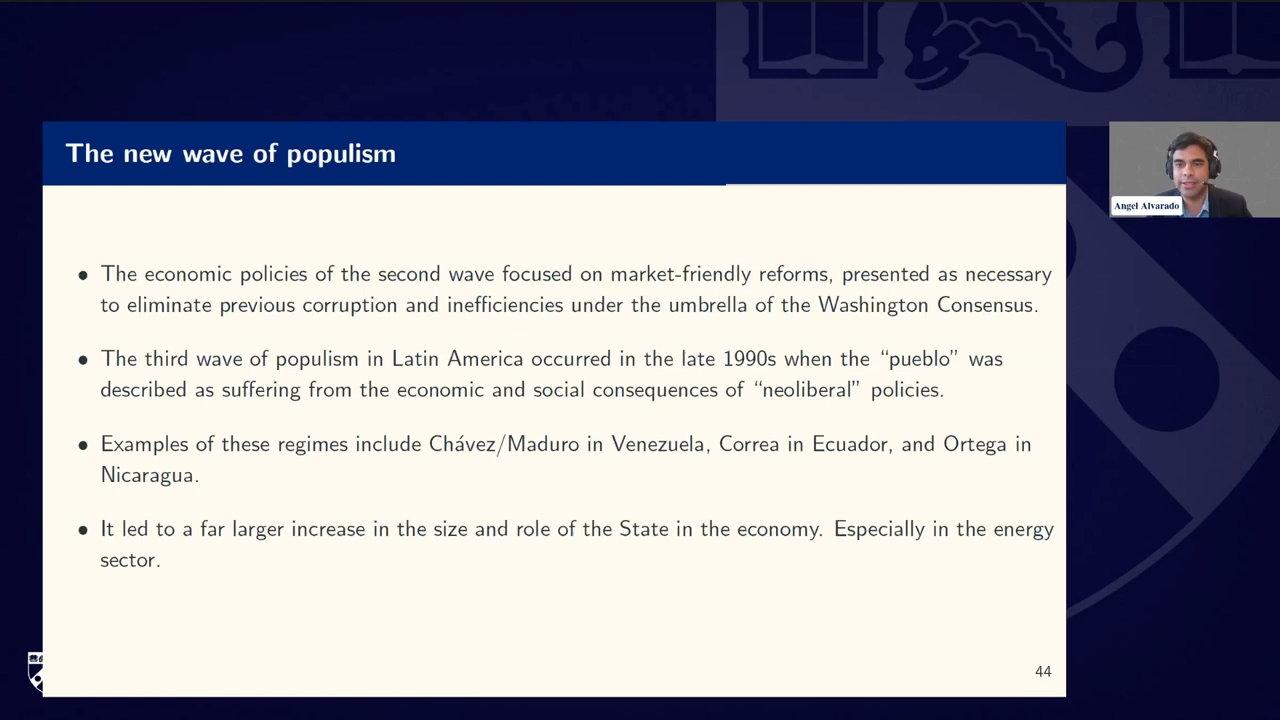 The new wave of populism
Angel Alvarado
• The economic policies of the second wave focused on market-friendly reforms, presented as necessary
to eliminate previous corruption and inefficiencies under the umbrella of the Washington Consensus.
• The third wave of populism in Latin America occurred in the late 1990s when the “pueblo” was
described as suffering from the economic and social consequences of “neoliberal” policies.
• Examples of these regimes include Chávez/Maduro in Venezuela, Correa in Ecuador, and Ortega in
Nicaragua.
• It led to a far larger increase in the size and role of the State in the economy. Especially in the energy
sector.
44